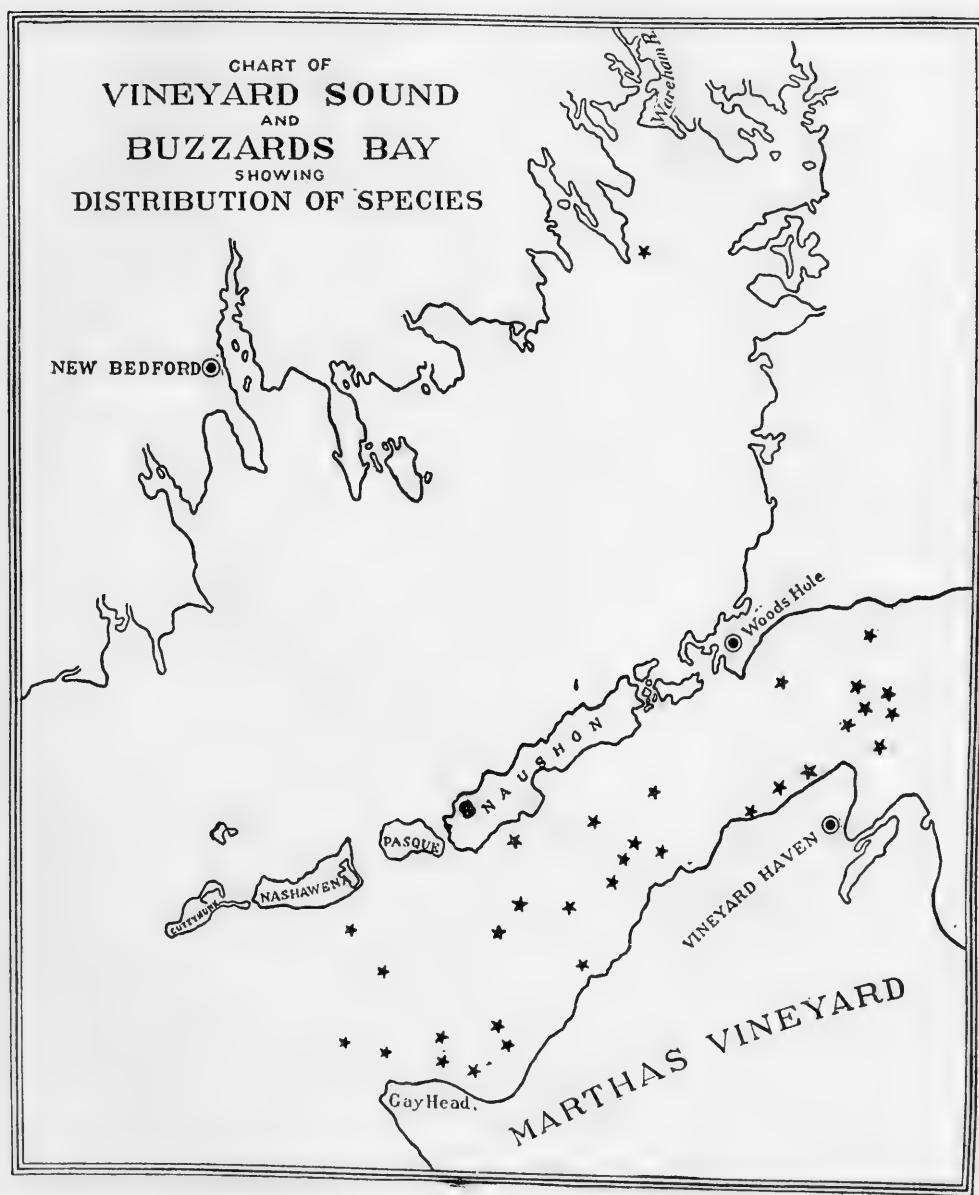 CHART OF
VINEYARD SOUND
AND
BUZZARDS BAY
SHOWING
DISTRIBUTION OF SPECIES
Wareham R.
NEW BEDFORD
Woods Hole
NAUSHON
PASQUE
NASHAWENA
CUTTYHUNK
VINEYARD HAVEN
MARTHAS VINEYARD
Gay Head.